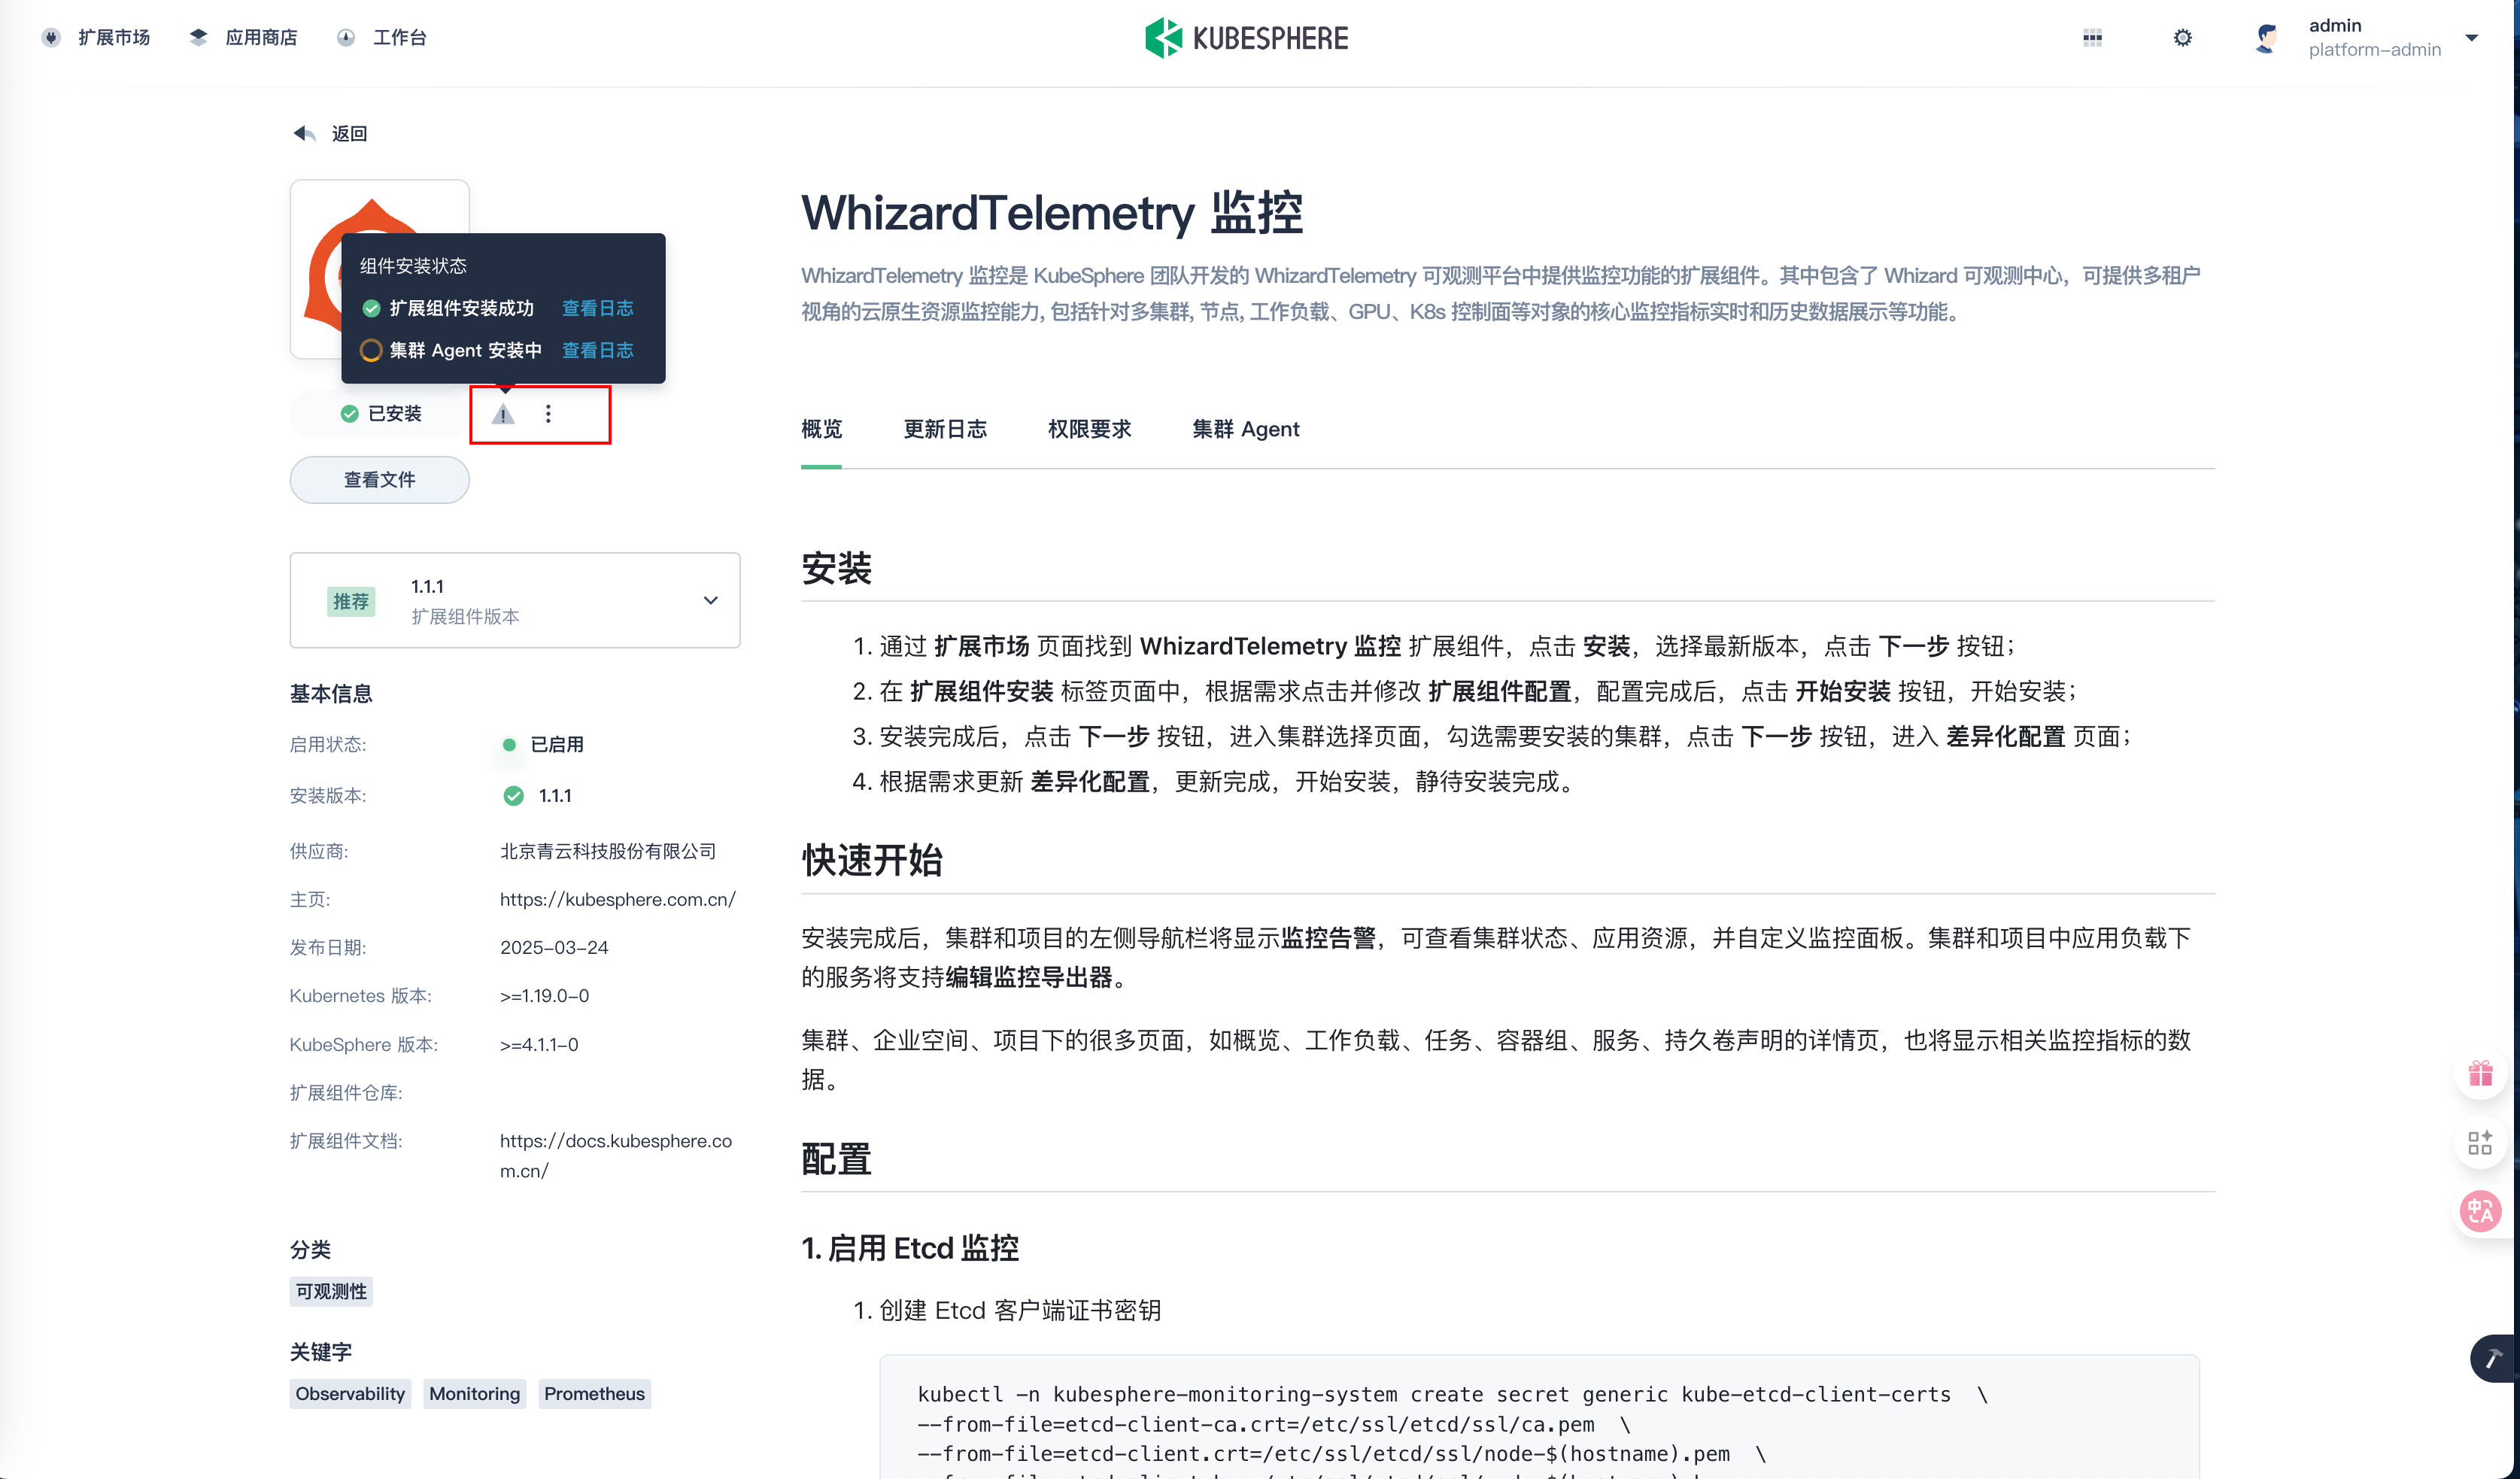 扩展市场
应用商店
工作台
KUBESPHERE
admin
platform-admin
返回
组件安装状态
扩展组件安装成功 查看日志
集群 Agent 安装中 查看日志
已安装
查看文件
推荐
1.1.1
扩展组件版本
基本信息
启用状态: 已启用
安装版本: 1.1.1
供应商: 北京青云科技股份有限公司
主页: https://kubesphere.com.cn/
发布日期: 2025-03-24
Kubernetes 版本: >=1.19.0-0
KubeSphere 版本: >=4.1.1-0
扩展组件仓库:
扩展组件文档: https://docs.kubesphere.co
m.cn/
分类
可观测性
关键字
Observability Monitoring Prometheus
WhizardTelemetry 监控
WhizardTelemetry 监控是 KubeSphere 团队开发的 WhizardTelemetry 可观测平台中提供监控功能的扩展组件。其中包含了 Whizard 可观测中心，可提供多租户
视角的云原生资源监控能力, 包括针对多集群, 节点, 工作负载、GPU、K8s 控制面等对象的核心监控指标实时和历史数据展示等功能。
概览 更新日志 权限要求 集群 Agent
安装
1. 通过 扩展市场 页面找到 WhizardTelemetry 监控 扩展组件，点击 安装，选择最新版本，点击 下一步 按钮；
2. 在 扩展组件安装 标签页面中，根据需求点击并修改 扩展组件配置，配置完成后，点击 开始安装 按钮，开始安装；
3. 安装完成后，点击 下一步 按钮，进入集群选择页面，勾选需要安装的集群，点击 下一步 按钮，进入 差异化配置 页面；
4. 根据需求更新 差异化配置，更新完成，开始安装，静待安装完成。
快速开始
安装完成后，集群和项目的左侧导航栏将显示监控告警，可查看集群状态、应用资源，并自定义监控面板。集群和项目中应用负载下
的服务将支持编辑监控导出器。
集群、企业空间、项目下的很多页面，如概览、工作负载、任务、容器组、服务、持久卷声明的详情页，也将显示相关监控指标的数
据。
配置
1. 启用 Etcd 监控
1. 创建 Etcd 客户端证书密钥
kubectl -n kubesphere-monitoring-system create secret generic kube-etcd-client-certs \
--from-file=etcd-client-ca.crt=/etc/ssl/etcd/ssl/ca.pem \
--from-file=etcd-client.crt=/etc/ssl/etcd/ssl/node-$(hostname).pem \